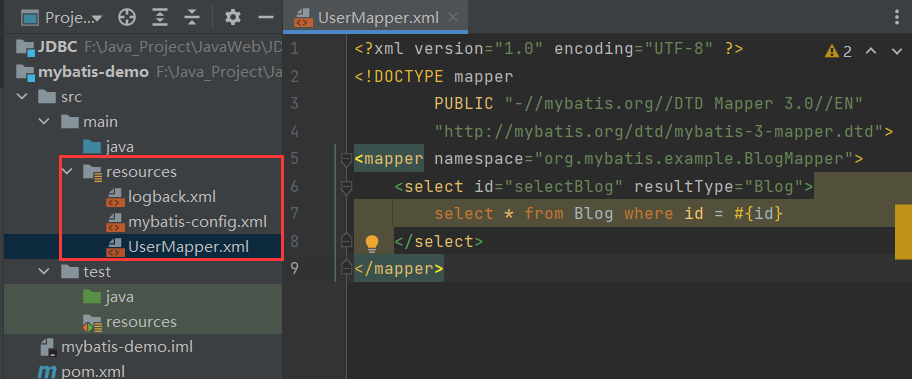 Proje...
JDBC F:\Java_Project\JavaWeb\JD
mybatis-demo F:\Java_Project\Ja
src
main
java
resources
logback.xml
mybatis-config.xml
UserMapper.xml
test
java
resources
mybatis-demo.iml
pom.xml
UserMapper.xml
2
1 <?xml version="1.0" encoding="UTF-8" ?>
2 <!DOCTYPE mapper
3 PUBLIC "-//mybatis.org//DTD Mapper 3.0//EN"
4 "http://mybatis.org/dtd/mybatis-3-mapper.dtd">
5 <mapper namespace="org.mybatis.example.BlogMapper">
6 <select id="selectBlog" resultType="Blog">
7 select * from Blog where id = #{id}
8 </select>
9 </mapper>